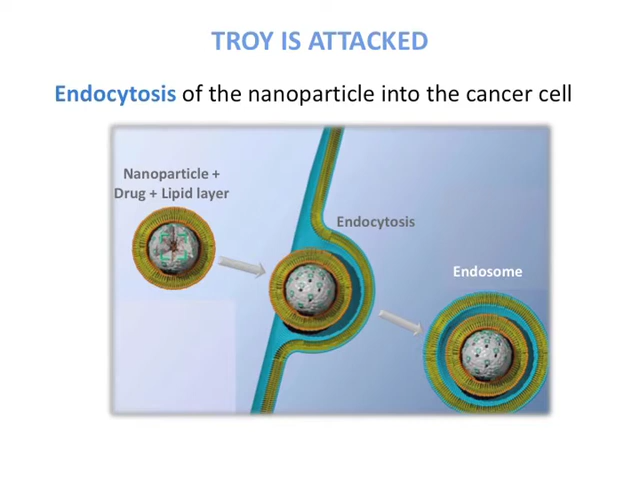 TROY IS ATTACKED
Endocytosis of the nanoparticle into the cancer cell
Nanoparticle +
Drug + Lipid layer
Endocytosis
Endosome